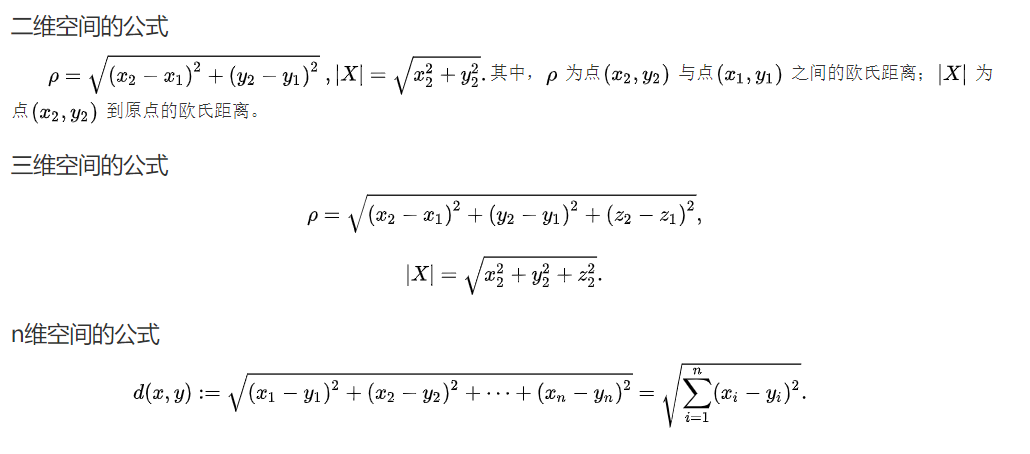 二维空间的公式
ρ = √((x₂ − x₁)² + (y₂ − y₁)²) , |X| = √(x₂² + y₂²). 其中，ρ 为点(x₂, y₂) 与点(x₁, y₁) 之间的欧氏距离；|X| 为
点(x₂, y₂) 到原点的欧氏距离。
三维空间的公式
ρ = √((x₂ − x₁)² + (y₂ − y₁)² + (z₂ − z₁)²),
|X| = √(x₂² + y₂² + z₂²).
n维空间的公式
d(x, y) := √((x₁ − y₁)² + (x₂ − y₂)² + ⋯ + (xₙ − yₙ)²) = √(∑ᵢ₌₁ⁿ (xᵢ − yᵢ)²).